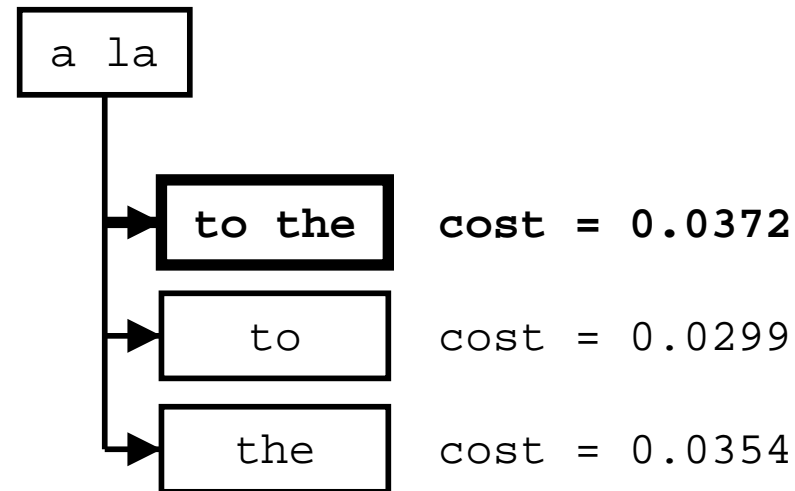 a la
to the cost = 0.0372
to cost = 0.0299
the cost = 0.0354